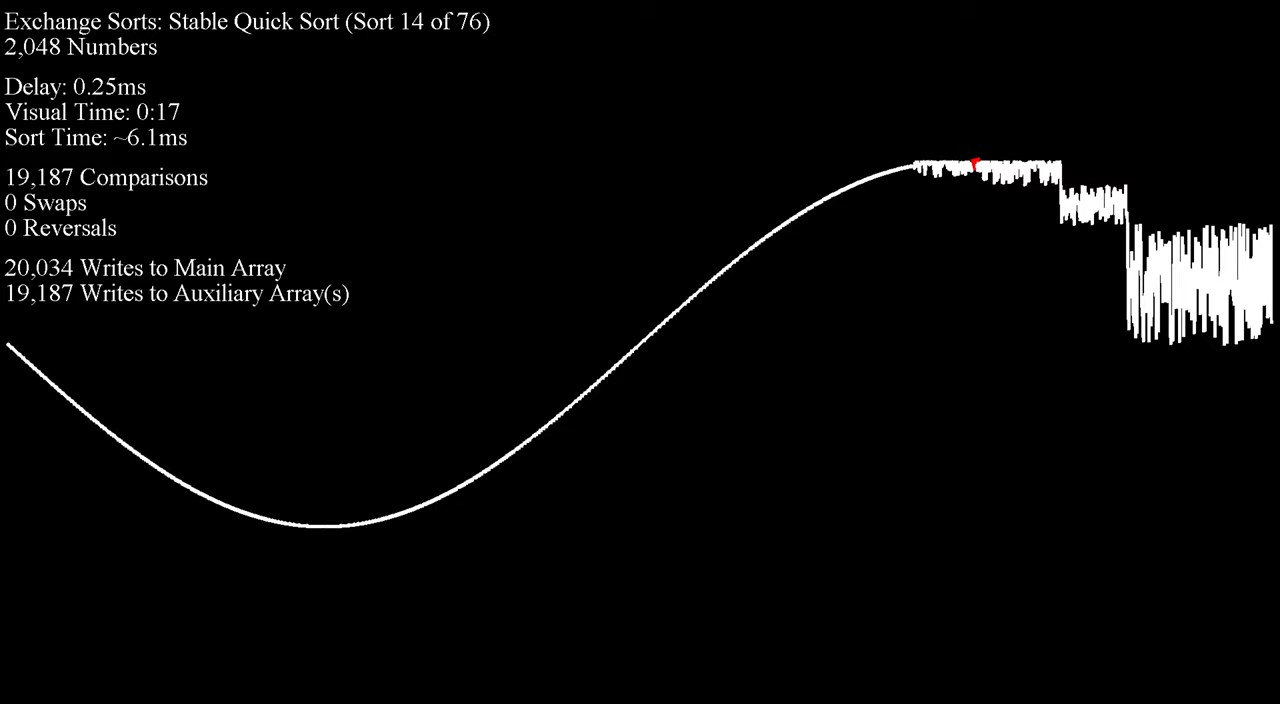 Exchange Sorts: Stable Quick Sort (Sort 14 of 76)
2,048 Numbers
Delay: 0.25ms
Visual Time: 0:17
Sort Time: ~6.1ms
19,187 Comparisons
0 Swaps
0 Reversals
20,034 Writes to Main Array
19,187 Writes to Auxiliary Array(s)